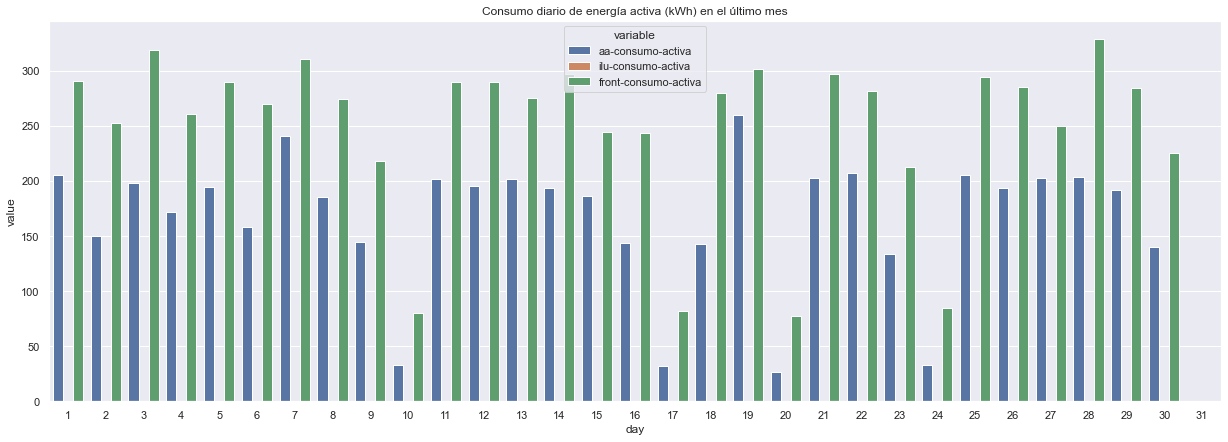 Consumo diario de energía activa (kWh) en el último mes
variable
aa-consumo-activa
ilu-consumo-activa
front-consumo-activa
value
300
250
200
150
100
50
0
1 2 3 4 5 6 7 8 9 10 11 12 13 14 15 16 17 18 19 20 21 22 23 24 25 26 27 28 29 30 31
day